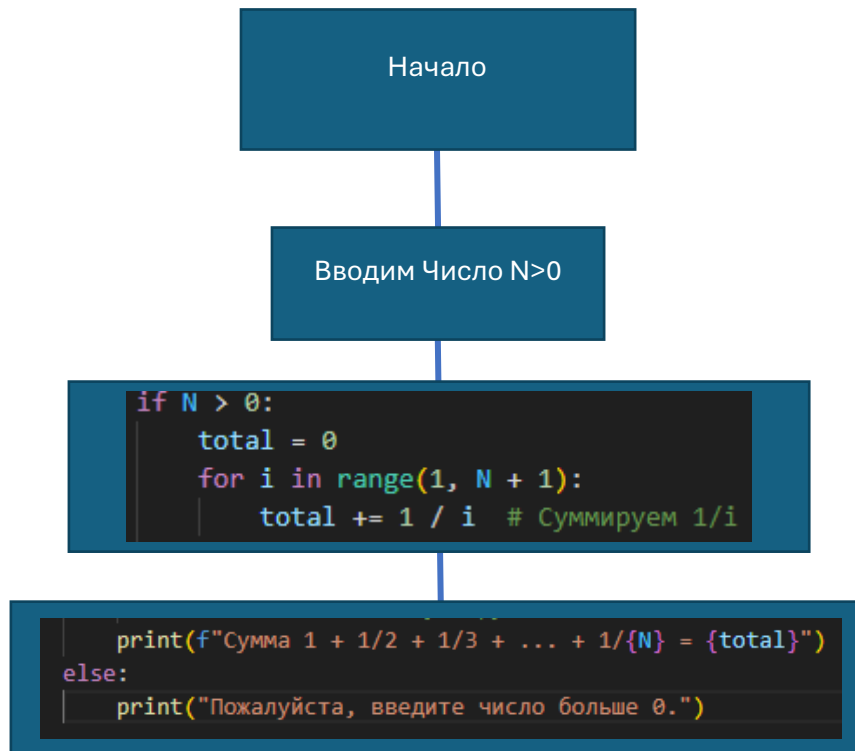 Начало
Вводим Число N>0
if N > 0:
total = 0
for i in range(1, N + 1):
total += 1 / i # Суммируем 1/i
print(f"Сумма 1 + 1/2 + 1/3 + ... + 1/{N} = {total}")
else:
print("Пожалуйста, введите число больше 0.")